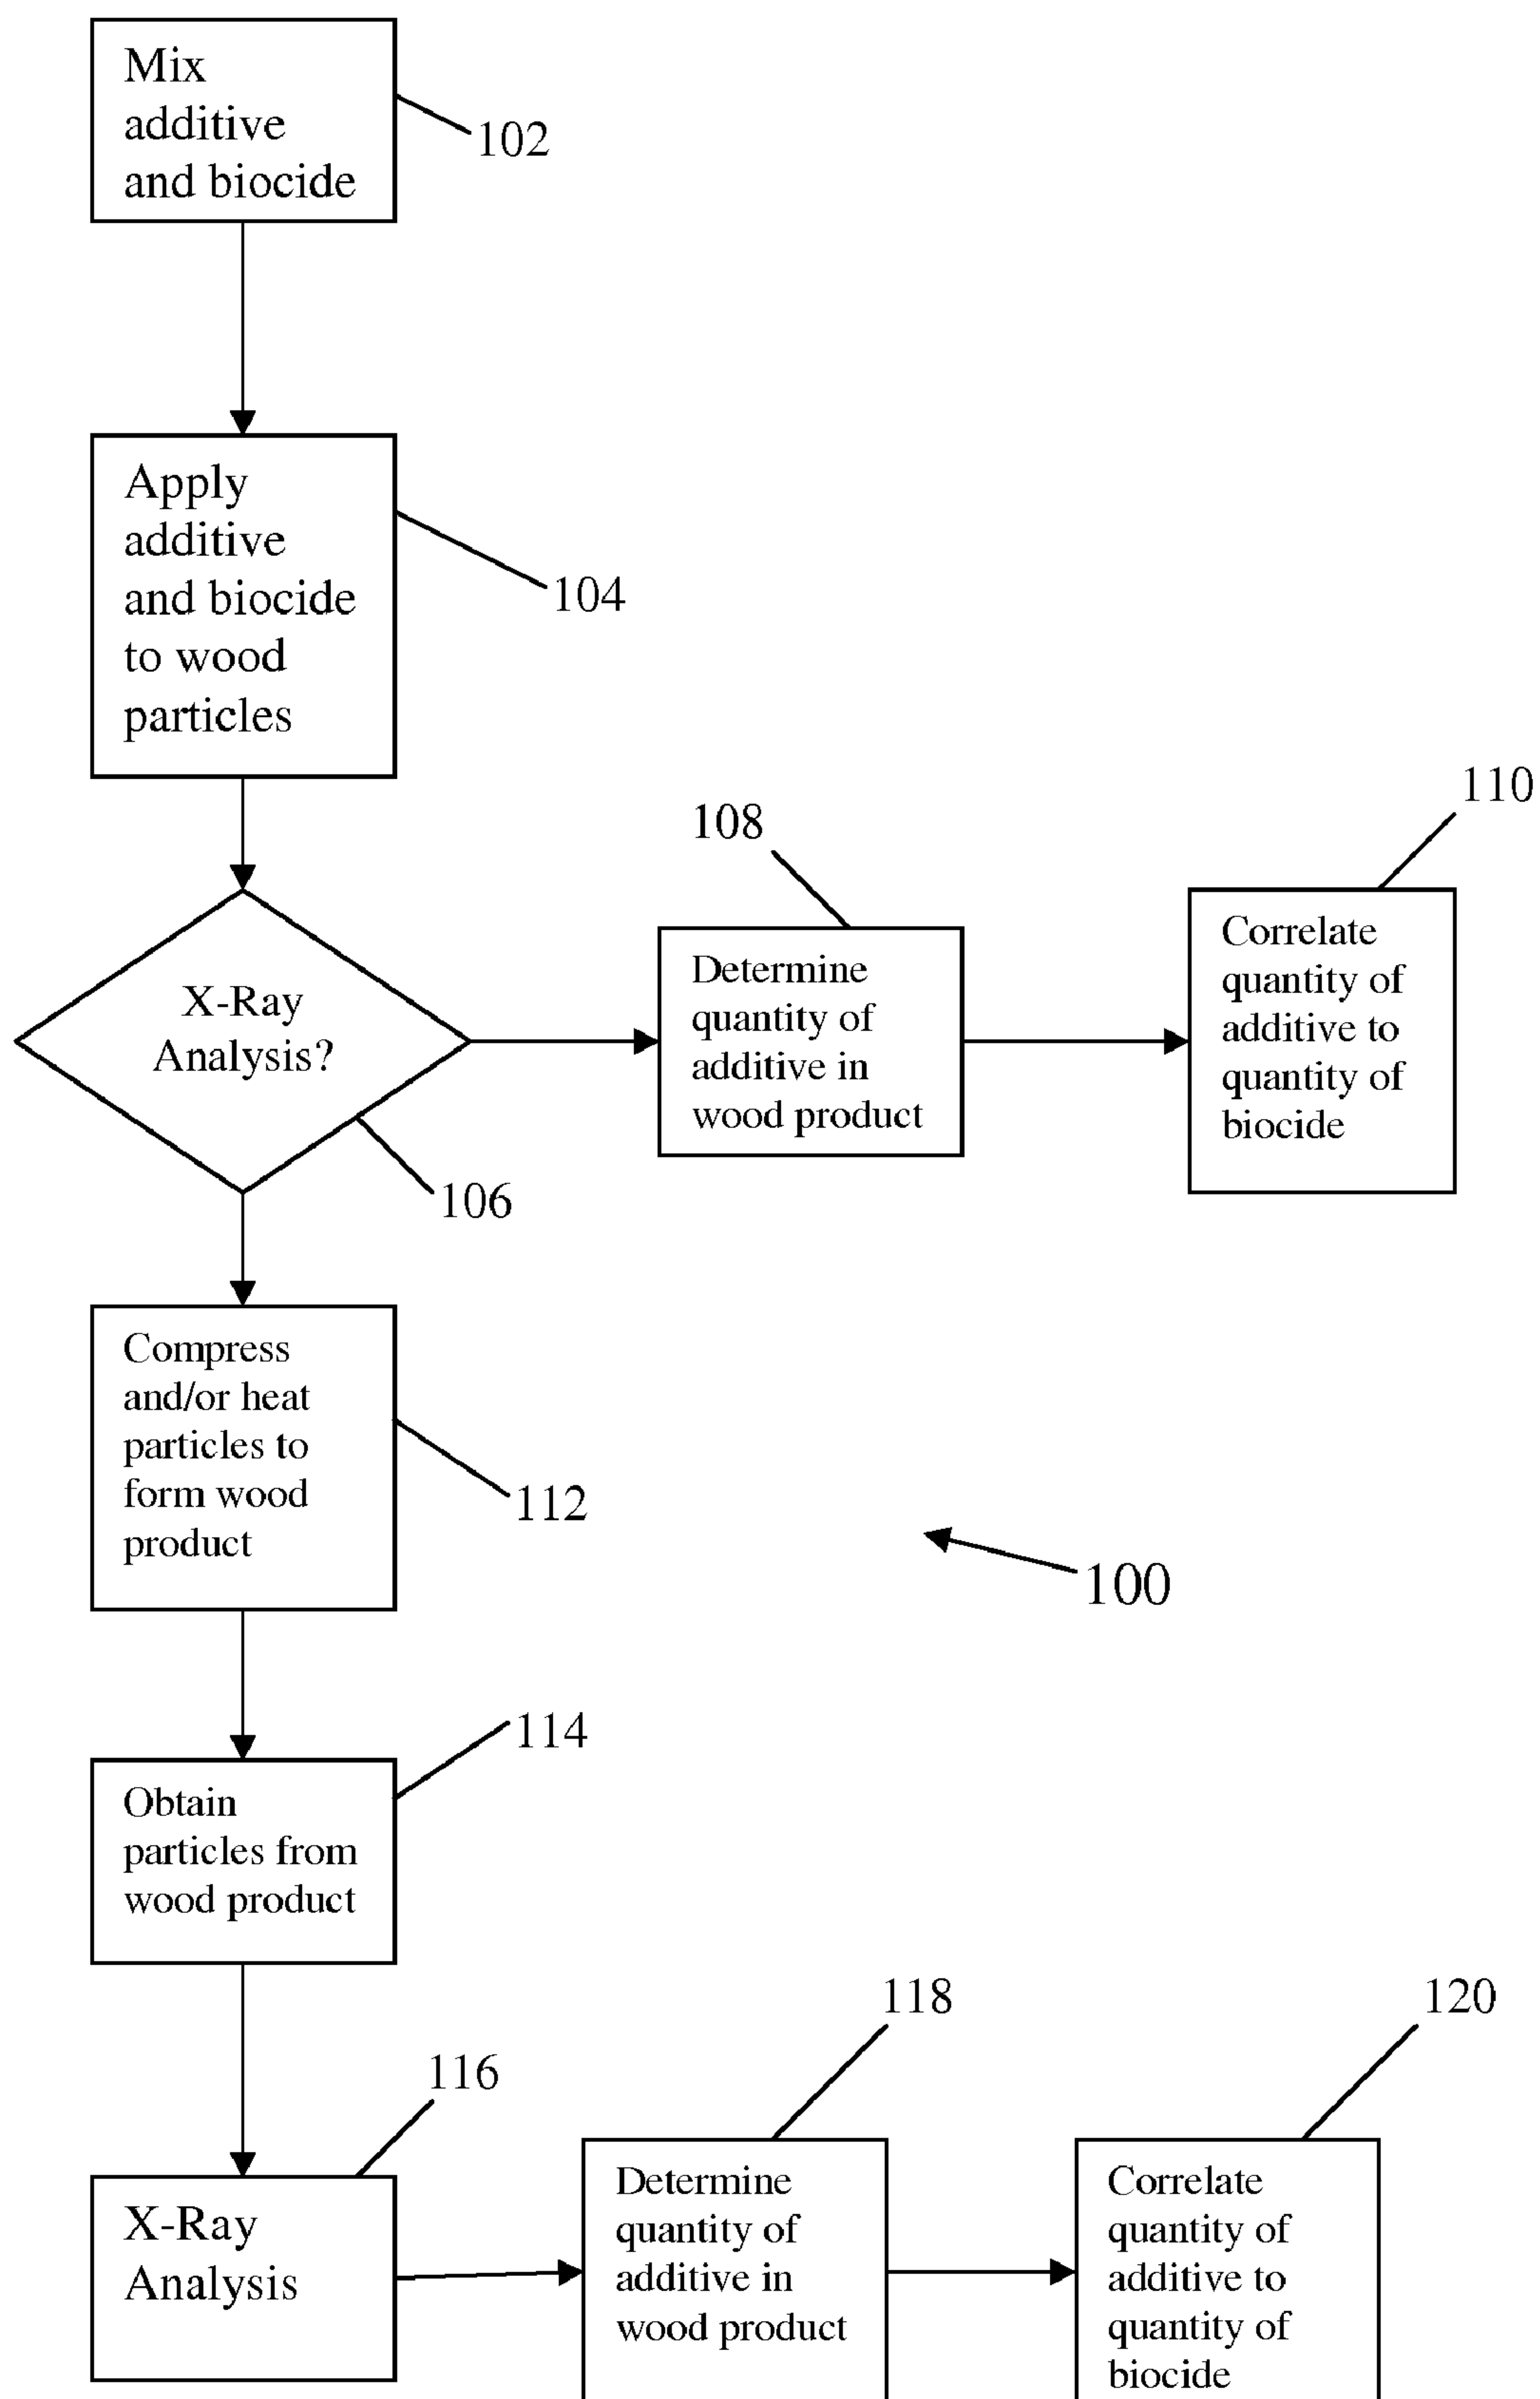 Mix
additive
and biocide
102
Apply
additive
and biocide
to wood
particles
104
X-Ray
Analysis?
106
108
Determine
quantity of
additive in
wood product
110
Correlate
quantity of
additive to
quantity of
biocide
Compress
and/or heat
particles to
form wood
product
112
100
114
Obtain
particles from
wood product
116
X-Ray
Analysis
118
Determine
quantity of
additive in
wood product
120
Correlate
quantity of
additive to
quantity of
biocide